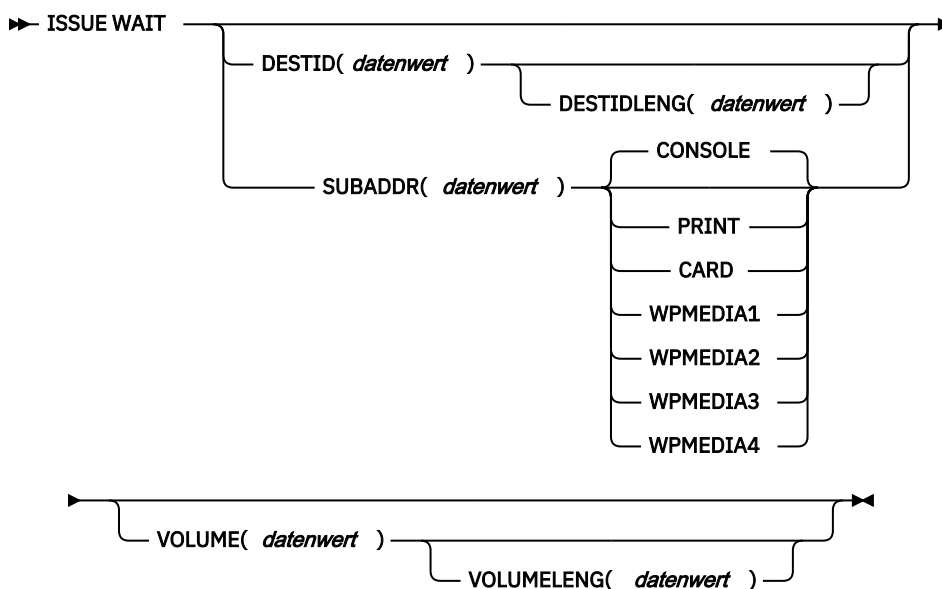 ISSUE WAIT
DESTID( datenwert )
DESTIDLENG( datenwert )
SUBADDR( datenwert )
CONSOLE
PRINT
CARD
WPMEDIA1
WPMEDIA2
WPMEDIA3
WPMEDIA4
VOLUME( datenwert )
VOLUMELENG( datenwert )